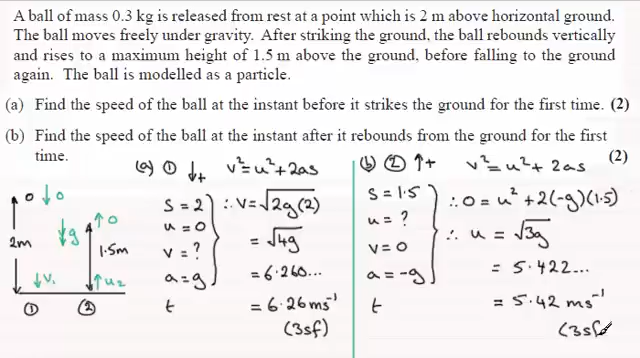 A ball of mass 0.3 kg is released from rest at a point which is 2 m above horizontal ground.
The ball moves freely under gravity. After striking the ground, the ball rebounds vertically
and rises to a maximum height of 1.5 m above the ground, before falling to the ground
again. The ball is modelled as a particle.
(a) Find the speed of the ball at the instant before it strikes the ground for the first time. (2)
(b) Find the speed of the ball at the instant after it rebounds from the ground for the first
time. (2)
0 ↓0
↓g ↑0
2m 1.5m
↓v₁ ↑u₂
① ②
(a) ① ↓+ v²=u²+2as
s=2 ∴ v=√2g(2)
u=0 =√4g
v=? =6.260...
a=g =6.26ms⁻¹
t (3sf)
(b) ② ↑+ v²=u²+2as
s=1.5 ∴ 0=u²+2(-g)(1.5)
u=? ∴ u=√3g
v=0 =5.422...
a=-g =5.42 ms⁻¹
t (3sf